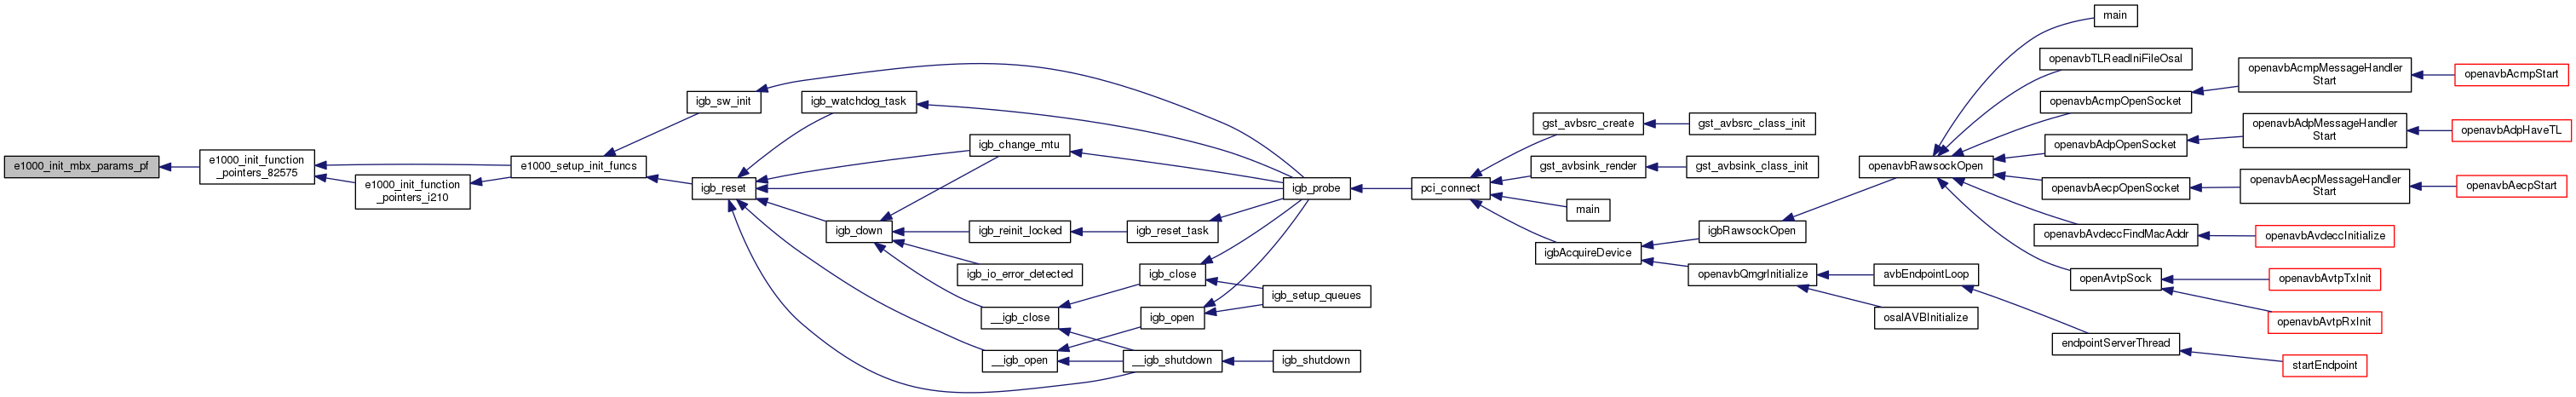 e1000_init_mbx_params_pf
e1000_init_function
_pointers_82575
e1000_init_function
_pointers_i210
e1000_setup_init_funcs
igb_sw_init
igb_reset
igb_watchdog_task
igb_change_mtu
igb_down
igb_reinit_locked
igb_reset_task
igb_io_error_detected
igb_close
__igb_close
igb_open
__igb_open
__igb_shutdown
igb_setup_queues
igb_shutdown
igb_probe
pci_connect
gst_avbsrc_create
gst_avbsrc_class_init
gst_avbsink_render
gst_avbsink_class_init
main
igbAcquireDevice
igbRawsockOpen
openavbQmgrInitialize
avbEndpointLoop
osalAVBInitialize
openavbRawsockOpen
main
openavbTLReadIniFileOsal
openavbAcmpOpenSocket
openavbAcmpMessageHandler
Start
openavbAcmpStart
openavbAdpOpenSocket
openavbAdpMessageHandler
Start
openavbAdpHaveTL
openavbAecpOpenSocket
openavbAecpMessageHandler
Start
openavbAecpStart
openavbAvdeccFindMacAddr
openavbAvdeccInitialize
openAvtpSock
openavbAvtpTxInit
openavbAvtpRxInit
endpointServerThread
startEndpoint